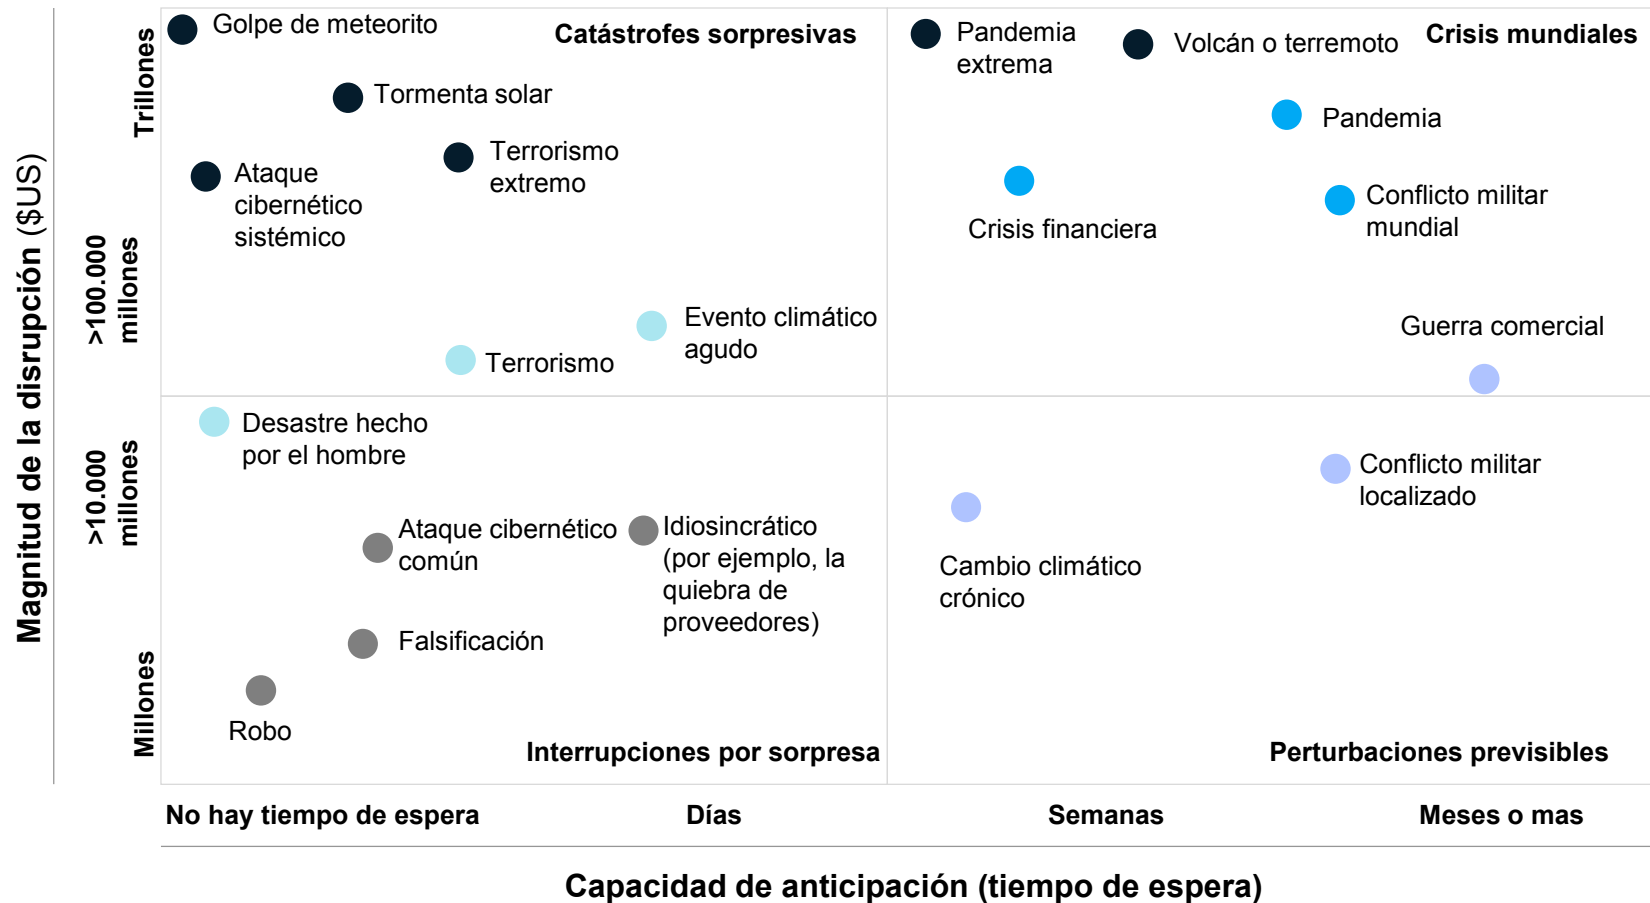 Golpe de meteorito
Catástrofes sorpresivas
Pandemia
extrema
Volcán o terremoto
Crisis mundiales
Tormenta solar
Pandemia
Terrorismo
extremo
Ataque
cibernético
sistémico
Crisis financiera
Conflicto militar
mundial
Evento climático
agudo
Terrorismo
Guerra comercial
Desastre hecho
por el hombre
Ataque cibernético
común
Idiosincrático
(por ejemplo, la
quiebra de
proveedores)
Falsificación
Robo
Interrupciones por sorpresa
Cambio climático
crónico
Conflicto militar
localizado
Perturbaciones previsibles
Magnitud de la disrupción ($US)
Trillones
>100.000
millones
>10.000
millones
Millones
No hay tiempo de espera
Días
Semanas
Meses o mas
Capacidad de anticipación (tiempo de espera)